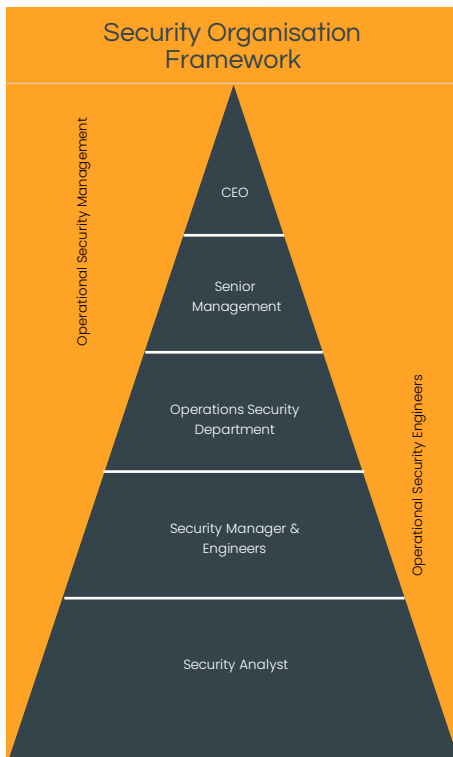 Security Organisation
Framework
Operational Security Management
CEO
Senior
Management
Operations Security
Department
Operational Security Engineers
Security Manager &
Engineers
Security Analyst